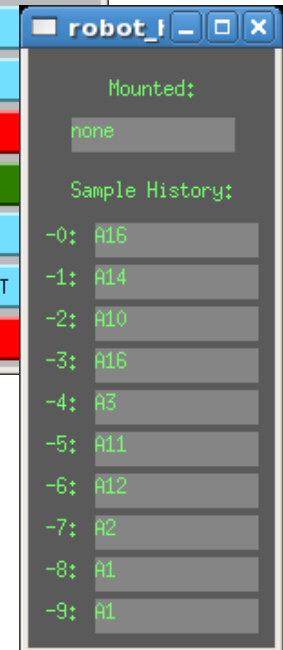 robot_
Mounted:
none
Sample History:
-0: A16
-1: A14
-2: A10
-3: A16
-4: A3
-5: A11
-6: A12
-7: A2
-8: A1
-9: A1
T